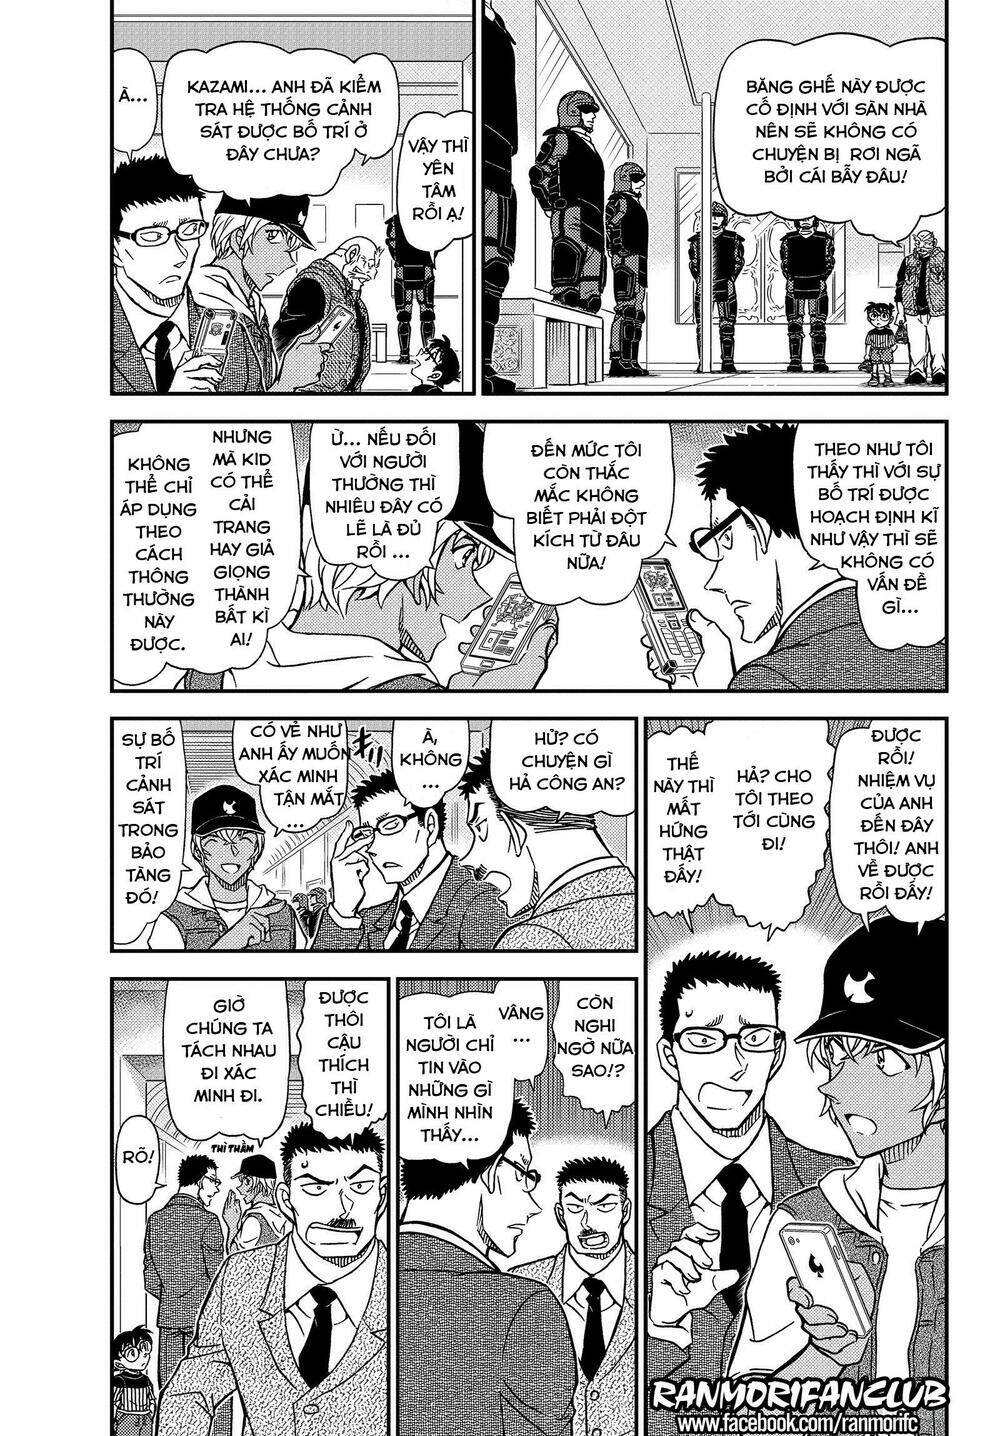 BĂNG GHẾ NÀY ĐƯỢC
CỐ ĐỊNH VỚI SÀN NHÀ
NÊN SẼ KHÔNG CÓ
CHUYỆN BỊ RƠI NGÃ
BỞI CÁI BẪY ĐÂU!
VẬY THÌ
YÊN
TÂM
RỒI Ạ!
KAZAMI... ANH ĐÃ KIỂM
TRA HỆ THỐNG CẢNH
SÁT ĐƯỢC BỐ TRÍ Ở
ĐÂY CHƯA?
À...
THEO NHƯ TÔI
THẤY THÌ VỚI SỰ
BỐ TRÍ ĐƯỢC
HOẠCH ĐỊNH KĨ
NHƯ VẬY THÌ SẼ
KHÔNG CÓ
VẤN ĐỀ
GÌ...
ĐẾN MỨC TÔI
CÒN THẮC
MẮC KHÔNG
BIẾT PHẢI ĐỘT
KÍCH TỪ ĐÂU
NỮA!
Ừ... NẾU ĐỐI
VỚI NGƯỜI
THƯỜNG THÌ
NHIÊU ĐÂY CÓ
LẼ LÀ ĐỦ
RỒI ...
NHƯNG
MÀ KID
CÓ THỂ
CẢI
TRANG
HAY GIẢ
GIỌNG
THÀNH
BẤT KÌ
AI!
KHÔNG
THỂ CHỈ
ÁP DỤNG
THEO
CÁCH
THÔNG
THƯỜNG
NÀY
ĐƯỢC.
ĐƯỢC
RỒI!
NHIỆM VỤ
CỦA ANH
ĐẾN ĐÂY
THÔI! ANH
VỀ ĐƯỢC
RỒI ĐẤY!
HẢ? CHO
TÔI THEO
TỚI CÙNG
ĐI!
THẾ
NÀY THÌ
MẤT
HỨNG
THẬT
ĐẤY!
HỬ? CÓ
CHUYỆN GÌ
HẢ CÔNG AN?
À,
KHÔNG
...
ギロ
CÓ VẺ NHƯ
ANH ẤY MUỐN
XÁC MINH
TẬN MẮT
...
SỰ BỐ
TRÍ
CẢNH
SÁT
TRONG
BẢO
TÀNG
ĐÓ!
CÒN
NGHI
NGỜ NỮA
SAO!?
VÂNG
...
TÔI LÀ
NGƯỜI CHỈ
TIN VÀO
NHỮNG GÌ
MÌNH NHÌN
THẤY...
ĐƯỢC
THÔI
CẬU
THÍCH THÌ
CHIỀU!
GIỜ
CHÚNG TA
TÁCH NHAU
ĐI XÁC
MINH ĐI.
THÌ THẦM
RÕ!
RANMORIFANCLUB
www.facebook.com/ranmorifc